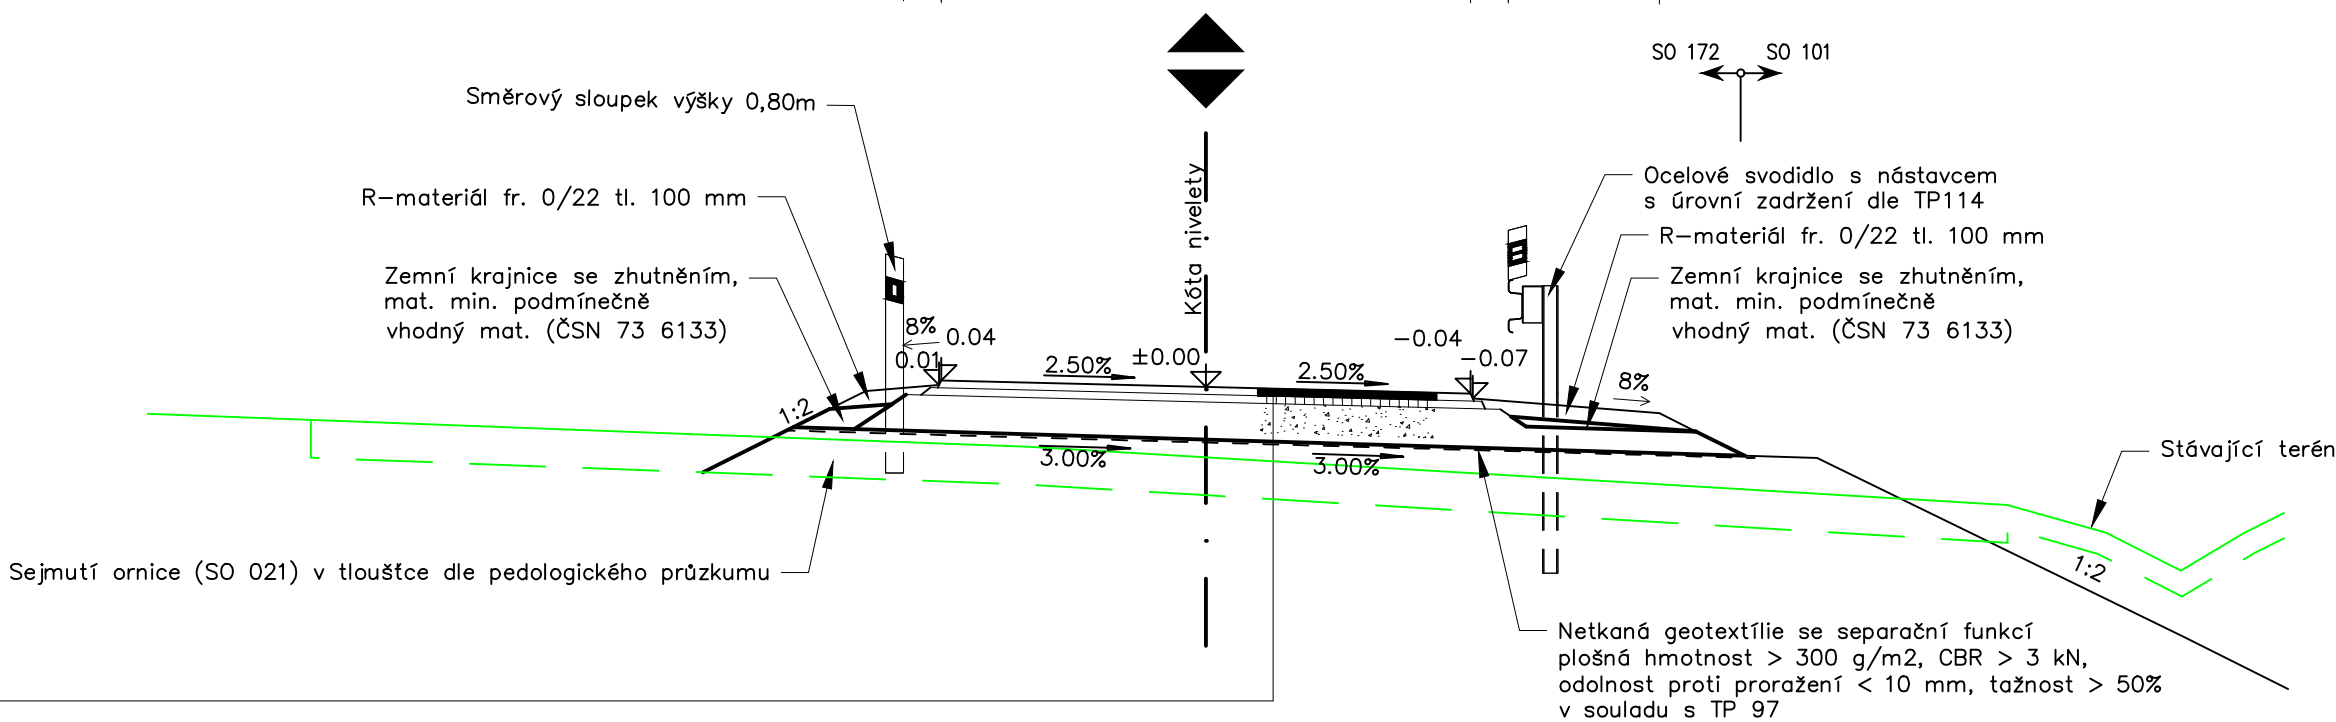 SO 172 SO 101
Směrový sloupek výšky 0,80m
R-materiál fr. 0/22 tl. 100 mm
Zemní krajnice se zhutněním,
mat. min. podmínečně
vhodný mat. (ČSN 73 6133)
Kóta nivelety
Ocelové svodidlo s nástavcem
s úrovní zadržení dle TP114
R-materiál fr. 0/22 tl. 100 mm
Zemní krajnice se zhutněním,
mat. min. podmínečně
vhodný mat. (ČSN 73 6133)
8%
0.04
0.01
2.50%
±0.00
2.50%
-0.04
-0.07
8%
1:2
3.00%
3.00%
Stávající terén
1:2
Sejmutí ornice (SO 021) v tloušťce dle pedologického průzkumu
Netkaná geotextílie se separační funkcí
plošná hmotnost > 300 g/m2, CBR > 3 kN,
odolnost proti proražení < 10 mm, tažnost > 50%
v souladu s TP 97